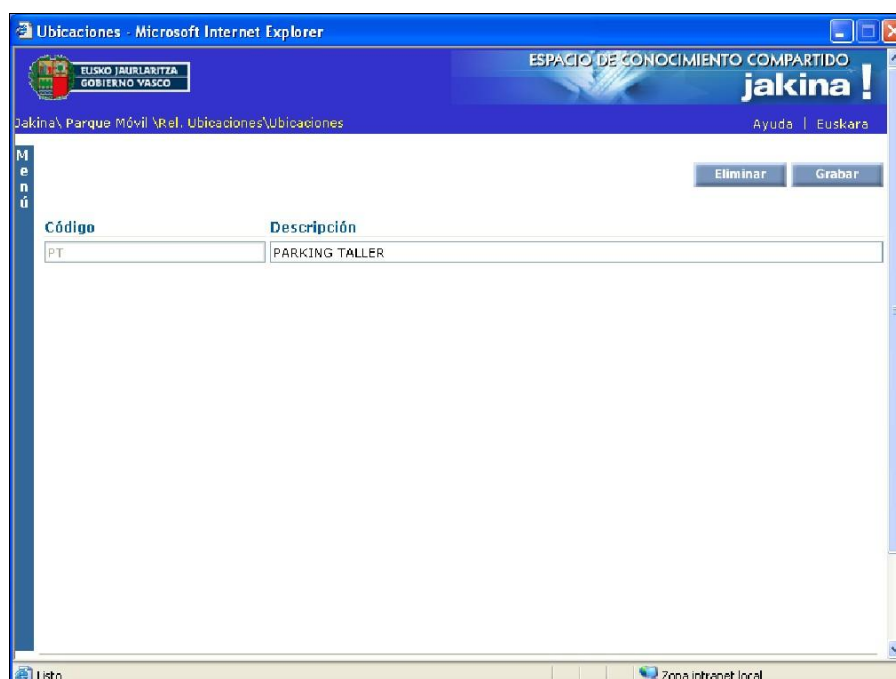 Ubicaciones - Microsoft Internet Explorer
EUSKO JAURLARITZA
GOBIERNO VASCO
ESPACIO DE CONOCIMIENTO COMPARTIDO
jakina!
Jakina\ Parque Móvil \Rel. Ubicaciones\Ubicaciones
Ayuda | Euskara
Menú
Eliminar Grabar
Código Descripción
PT PARKING TALLER
Listo Zona intranet local